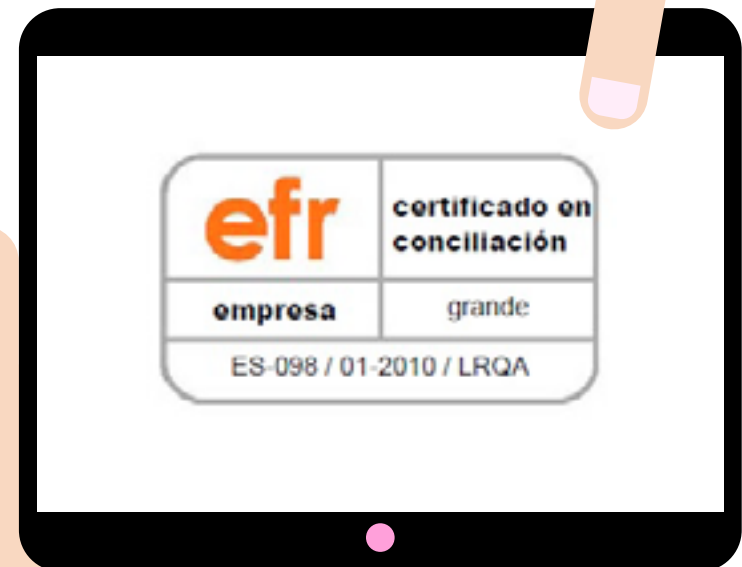 efr
certificado en
conciliación
empresa
grande
ES-098 / 01-2010 / LRQA